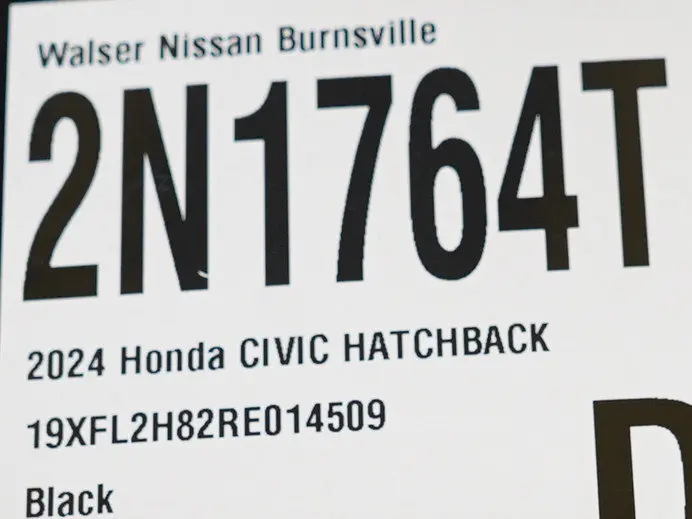 Walser Nissan Burnsville
2N1764T
2024 Honda CIVIC HATCHBACK
19XFL2H82RE014509
Black